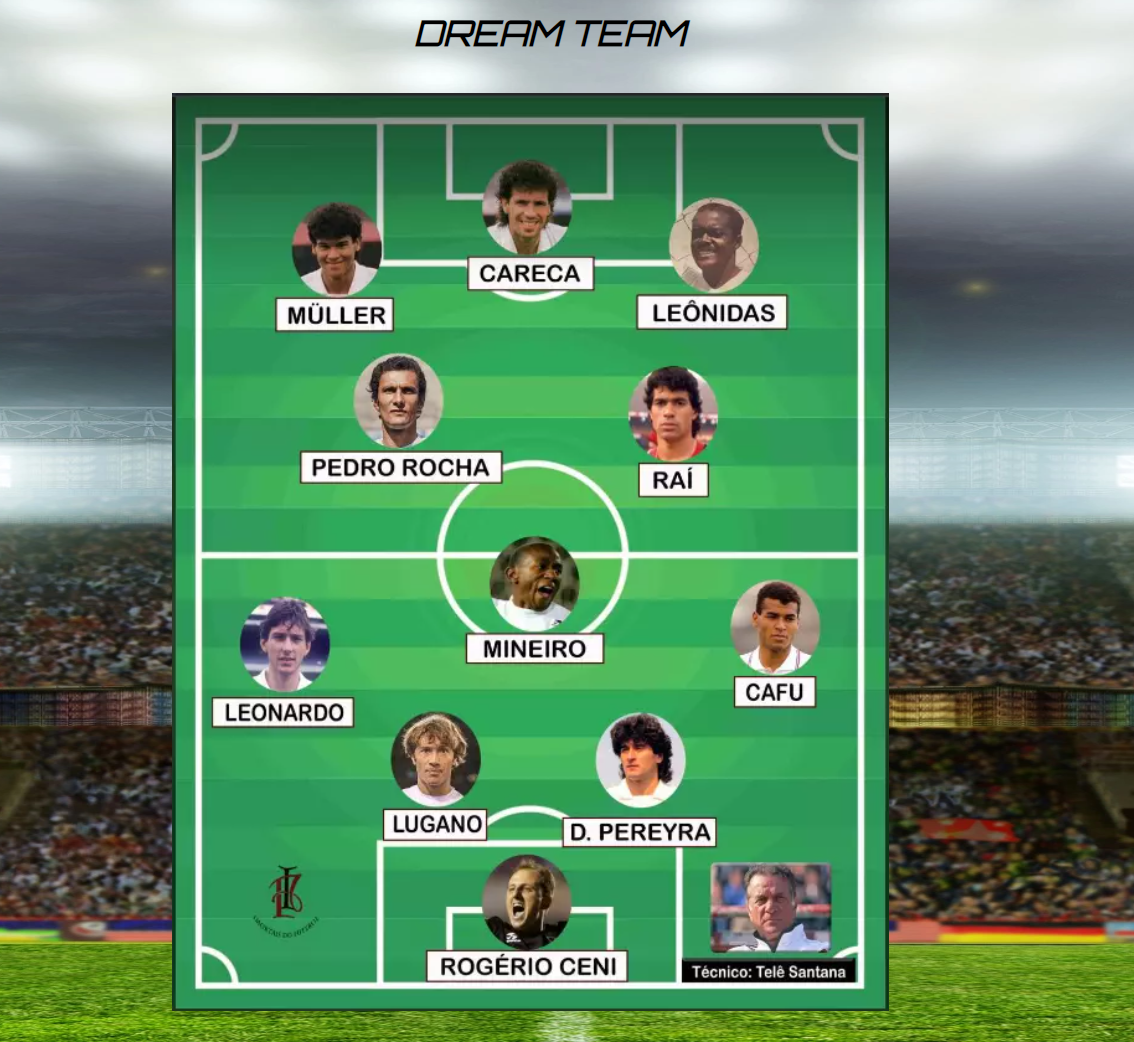 DREAM TEAM
CARECA
MÜLLER
LEÔNIDAS
PEDRO ROCHA
RAÍ
MINEIRO
CAFU
LEONARDO
LUGANO
D. PEREYRA
ROGÉRIO CENI
Técnico: Telê Santana